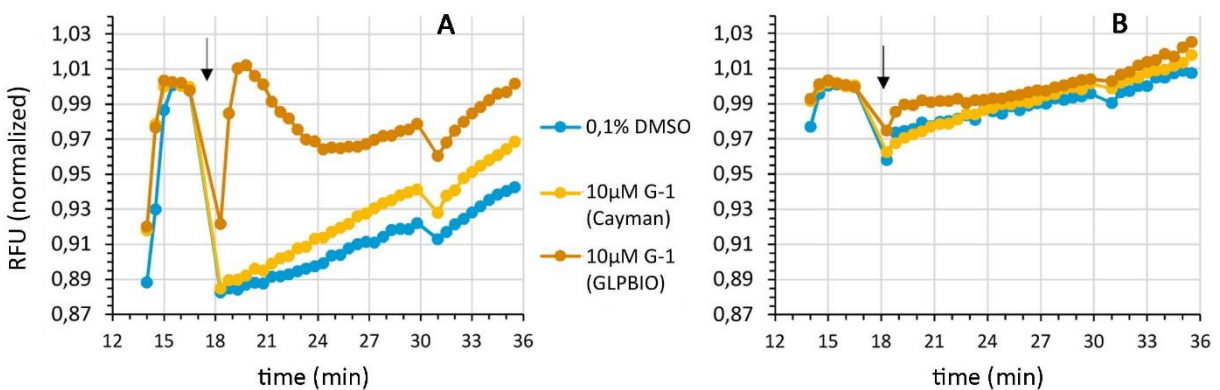 A
B
RFU (normalized)
1,03
1,01
0,99
0,97
0,95
0,93
0,91
0,89
0,87
12 15 18 21 24 27 30 33 36
time (min)
0,1% DMSO
10µM G-1
(Cayman)
10µM G-1
(GLPBIO)
1,03
1,01
0,99
0,97
0,95
0,93
0,91
0,89
0,87
12 15 18 21 24 27 30 33 36
time (min)